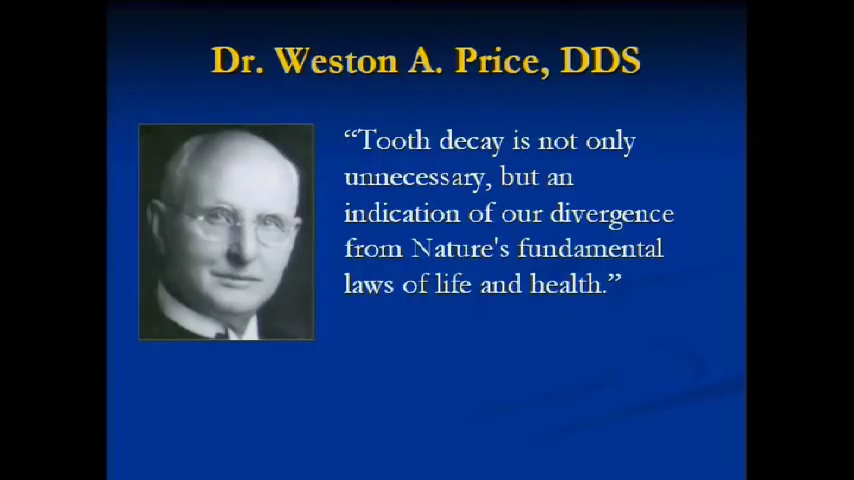 Dr. Weston A. Price, DDS
“Tooth decay is not only
unnecessary, but an
indication of our divergence
from Nature's fundamental
laws of life and health.”